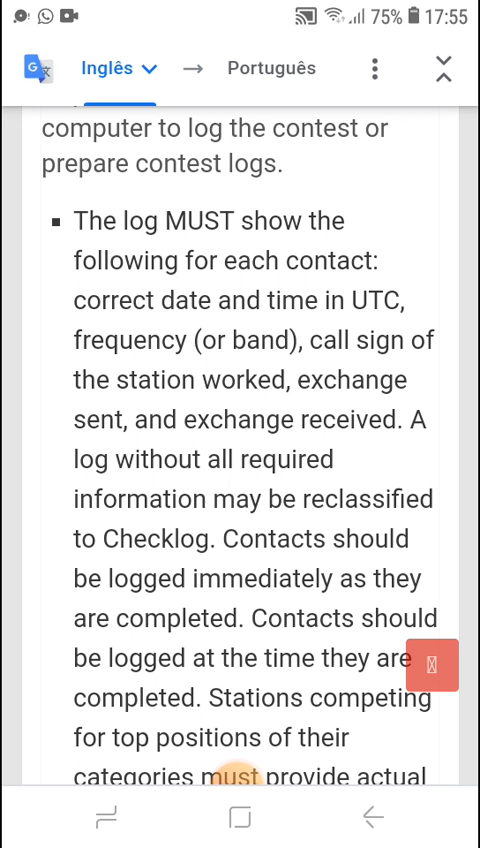 75% 17:55
Inglês → Português
computer to log the contest or
prepare contest logs.
▪ The log MUST show the
following for each contact:
correct date and time in UTC,
frequency (or band), call sign of
the station worked, exchange
sent, and exchange received. A
log without all required
information may be reclassified
to Checklog. Contacts should
be logged immediately as they
are completed. Contacts should
be logged at the time they are
completed. Stations competing
for top positions of their
categories must provide actual